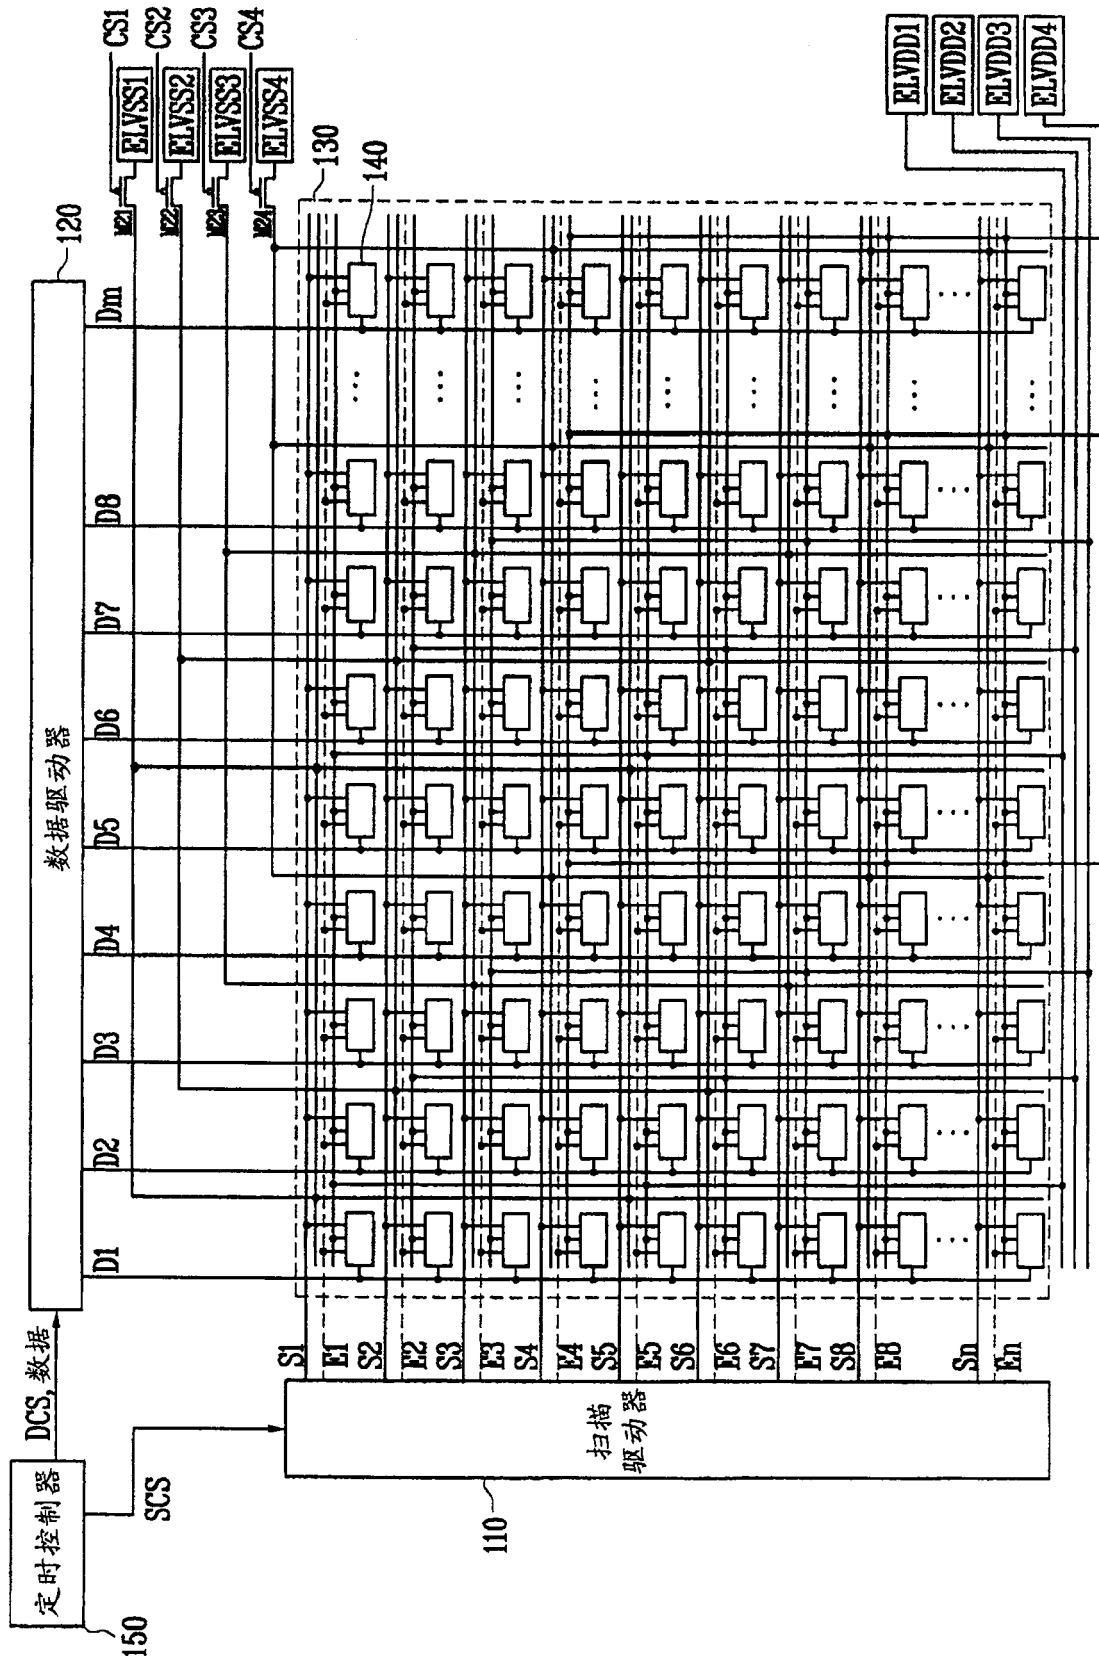 定时控制器
150
DCS, 数据
SCS
数据驱动器
120
扫描
驱动器
110
D1
D2
D3
D4
D5
D6
D7
D8
Dm
CS1
CS2
CS3
CS4
M21
M22
M23
M24
ELVSS1
ELVSS2
ELVSS3
ELVSS4
130
140
S1
E1
S2
E2
S3
E3
S4
E4
S5
E5
S6
E6
S7
E7
S8
E8
Sn
En
ELVDD1
ELVDD2
ELVDD3
ELVDD4